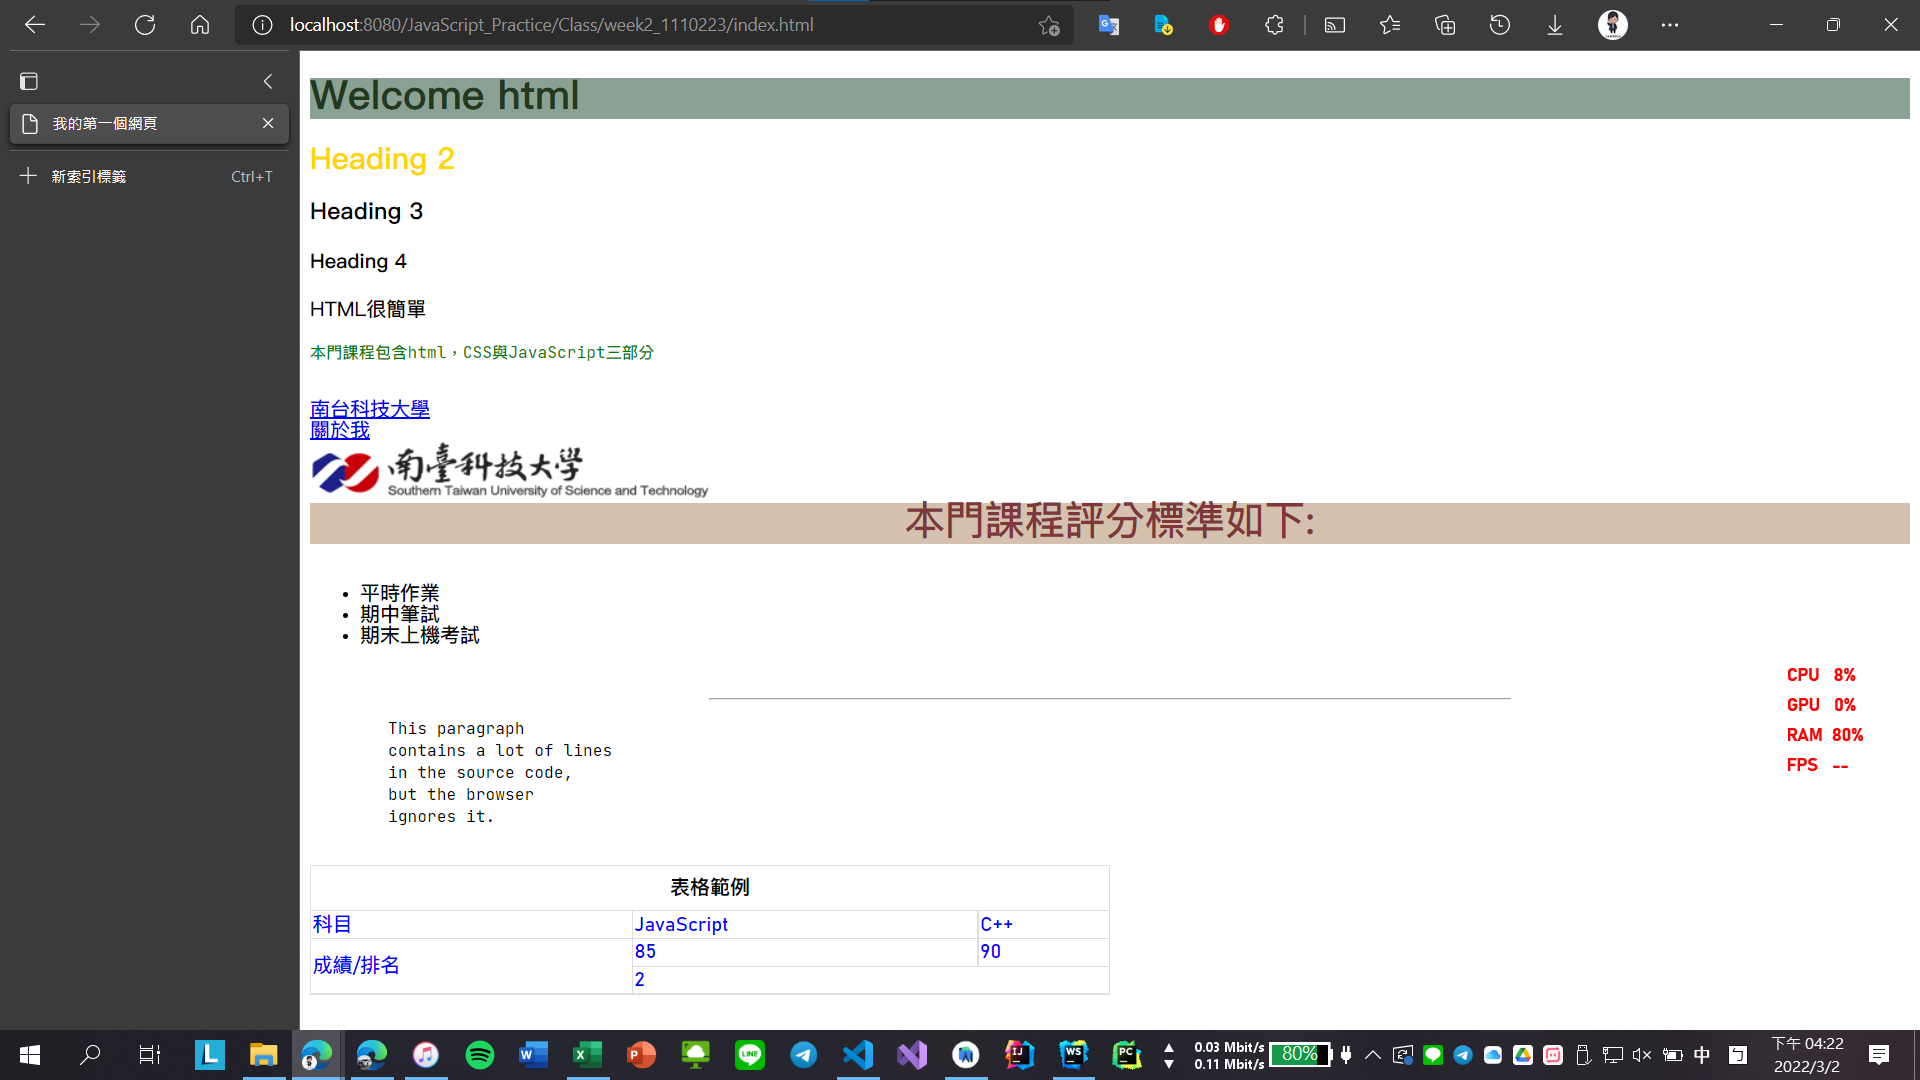 localhost:8080/JavaScript_Practice/Class/week2_1110223/index.html
我的第一個網頁
新索引標籤 Ctrl+T
Welcome html
Heading 2
Heading 3
Heading 4
HTML很簡單
本門課程包含html，CSS與JavaScript三部分
南台科技大學
關於我
南臺科技大學
Southern Taiwan University of Science and Technology
本門課程評分標準如下:
平時作業
期中筆試
期末上機考試
CPU 8%
GPU 0%
RAM 80%
FPS --
This paragraph
contains a lot of lines
in the source code,
but the browser
ignores it.
表格範例
科目 JavaScript C++
成績/排名 85 90
2
0.03 Mbit/s
0.11 Mbit/s
80%
中
下午 04:22
2022/3/2